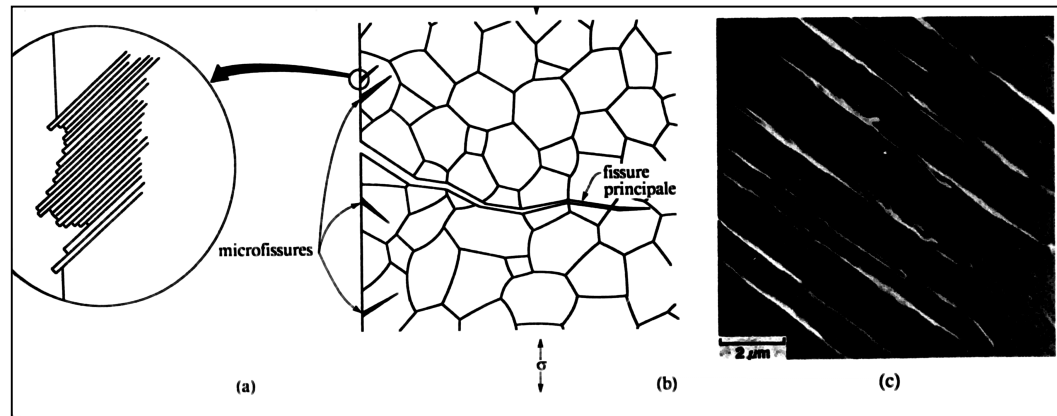 fissure
principale
microfissures
σ
2 μm
(a)
(b)
(c)